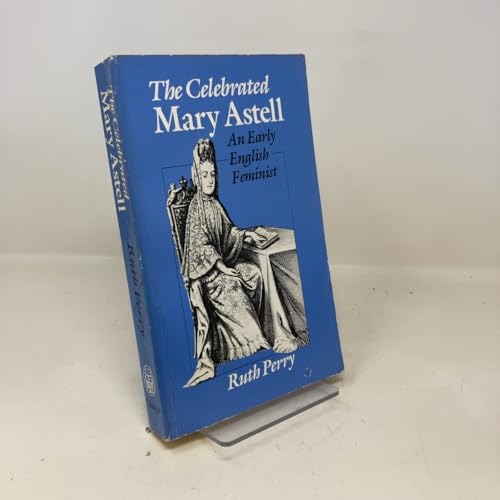 The Celebrated
Mary Astell
An Early
English
Feminist
Ruth Perry
The Celebrated
Mary Astell
Ruth Perry